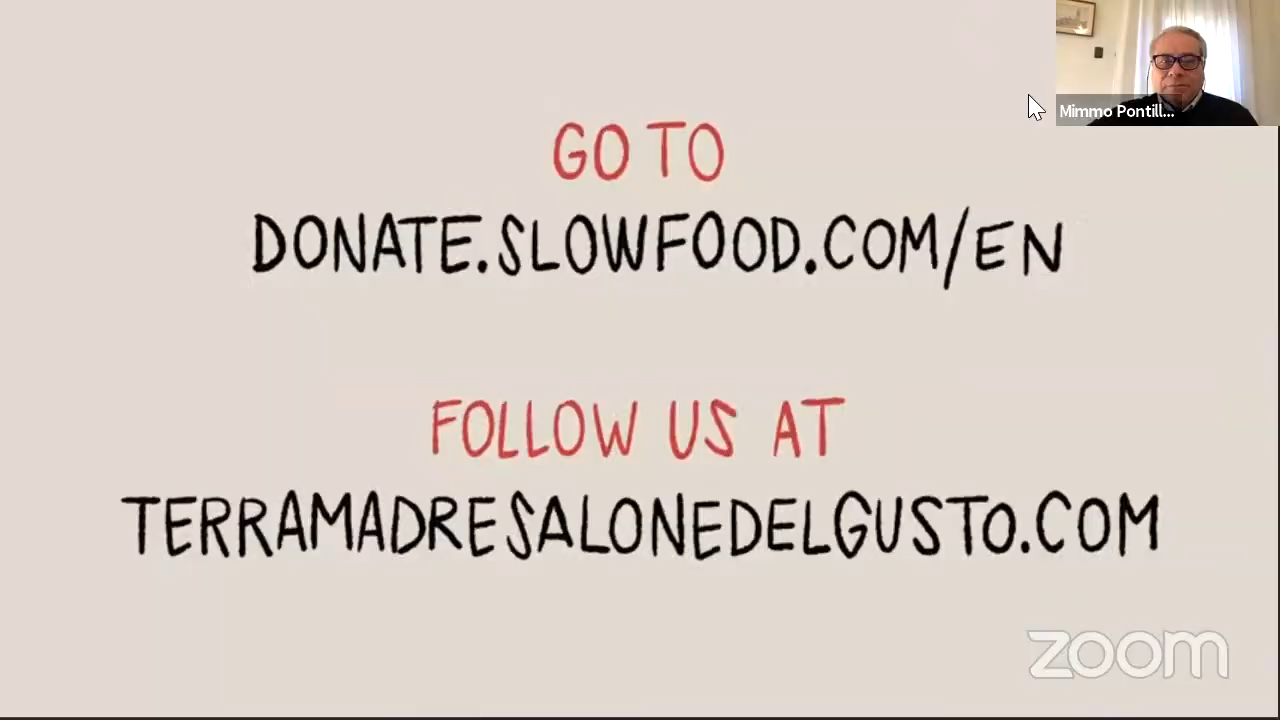 Mimmo Pontill...
GO TO
DONATE.SLOWFOOD.COM/EN
FOLLOW US AT
TERRAMADRESALONEDELGUSTO.COM
zoom